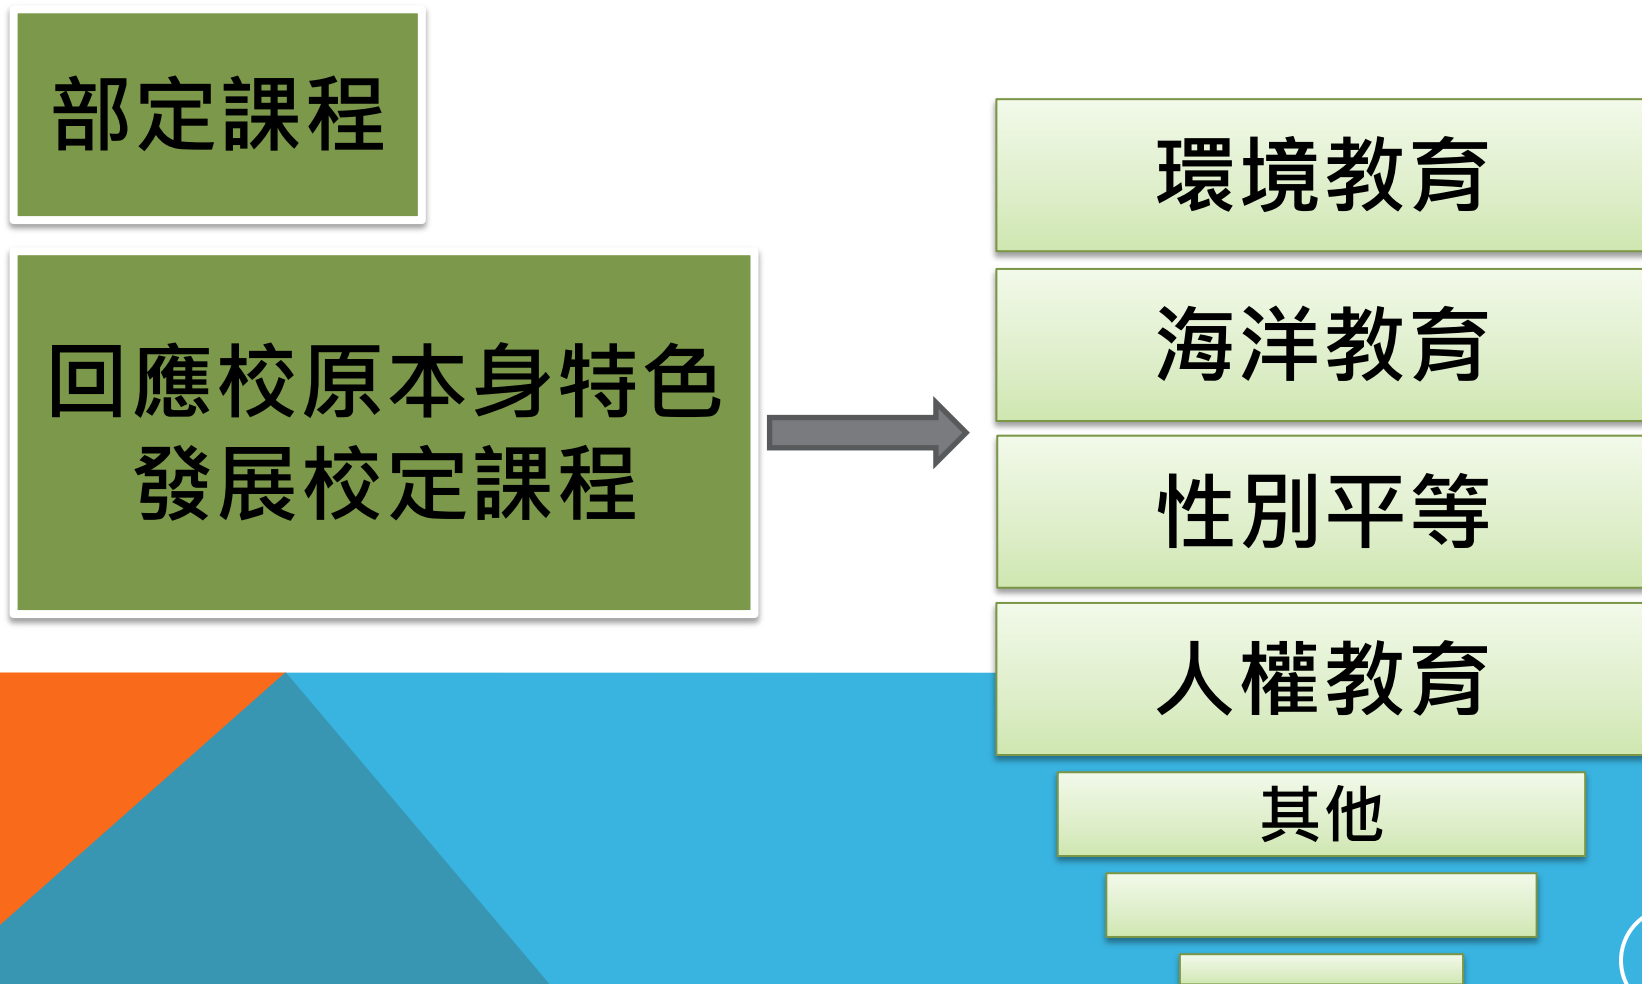 部定課程
回應校原本身特色
發展校定課程
環境教育
海洋教育
性別平等
人權教育
其他